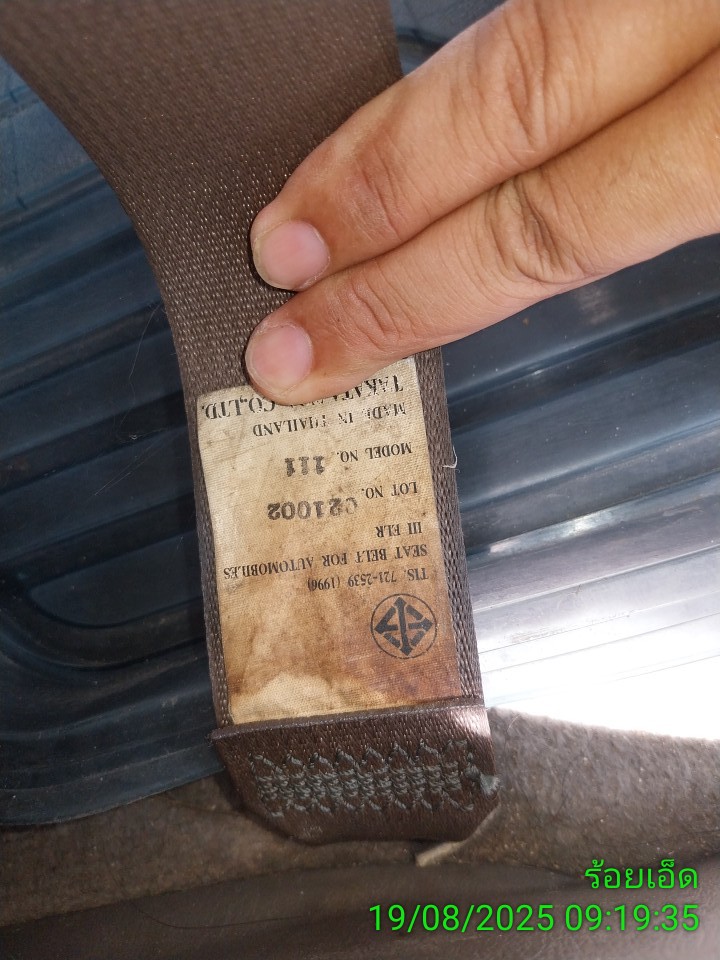 TIS. 721-2539 (1996)
SEAT BELT FOR AUTOMOBILES
III ELR
LOT NO. C21002
MODEL NO. 111
MADE IN THAILAND
CO.,LTD.
ร้อยเอ็ด
19/08/2025 09:19:35